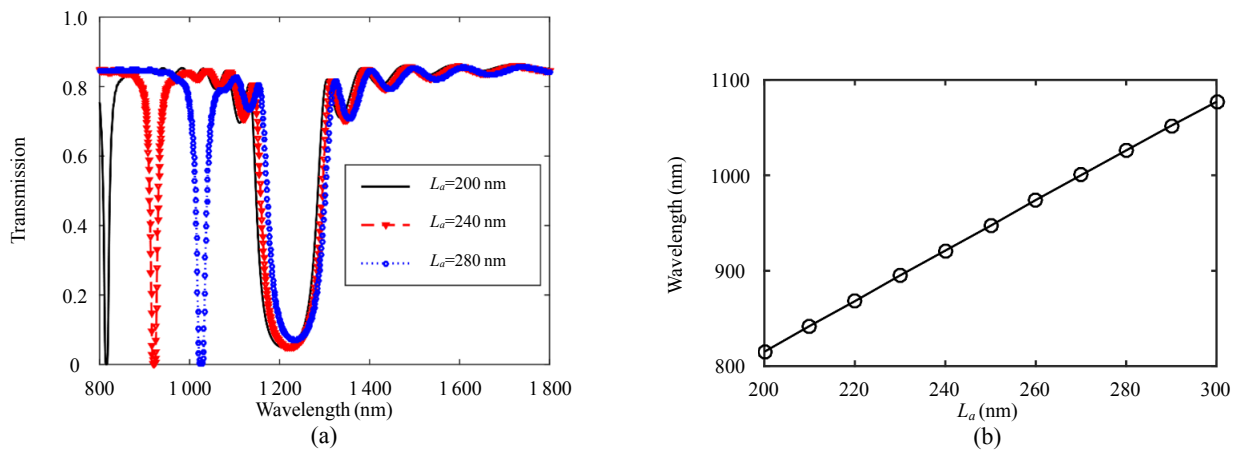 1.0
0.8
0.6
0.4
0.2
0
Transmission
800 1 000 1200 1 400 1 600 1 800
Wavelength (nm)
(a)
La=200 nm
La=240 nm
La=280 nm
1100
1000
900
800
Wavelength (nm)
200 220 240 260 280 300
La (nm)
(b)